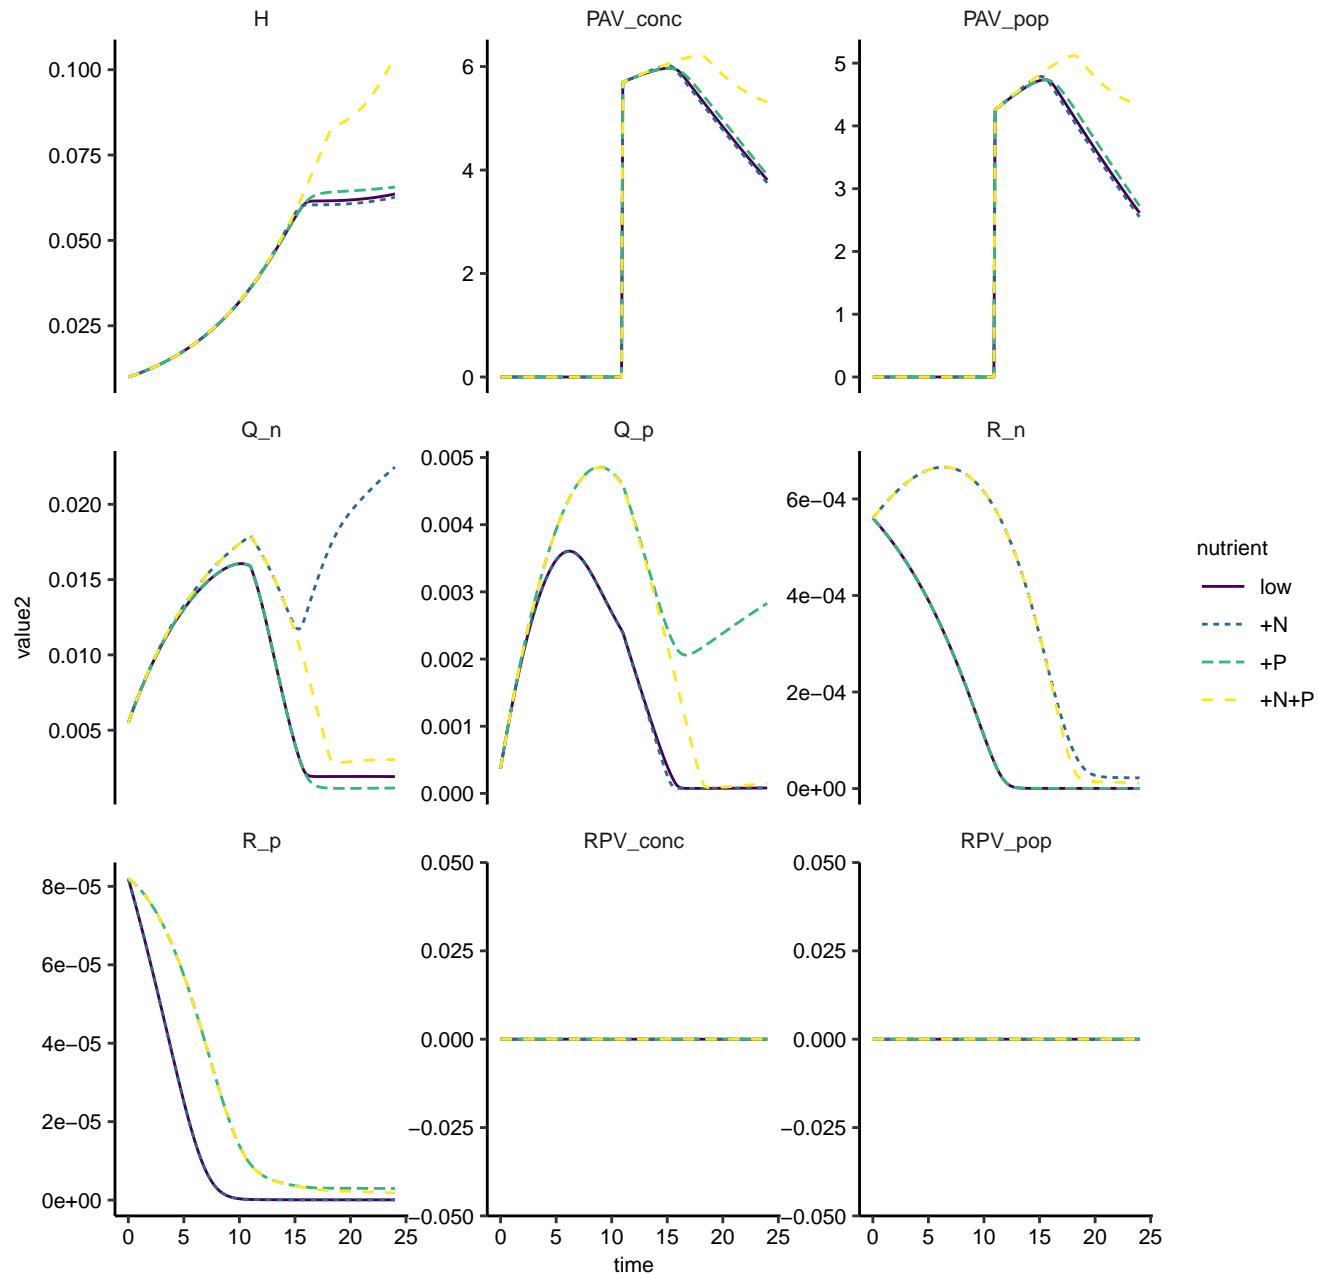 H PAV_conc PAV_pop
0.100
0.075
0.050
0.025
6
4
2
0
5
4
3
2
1
0
Q_n Q_p R_n
0.020
0.015
0.010
0.005
0.005
0.004
0.003
0.002
0.001
0.000
6e−04
4e−04
2e−04
0e+00
R_p RPV_conc RPV_pop
8e−05
6e−05
4e−05
2e−05
0e+00
0.050
0.025
0.000
−0.025
−0.050
0.050
0.025
0.000
−0.025
−0.050
0 5 10 15 20 25
0 5 10 15 20 25
0 5 10 15 20 25
time
value2
nutrient
low
+N
+P
+N+P